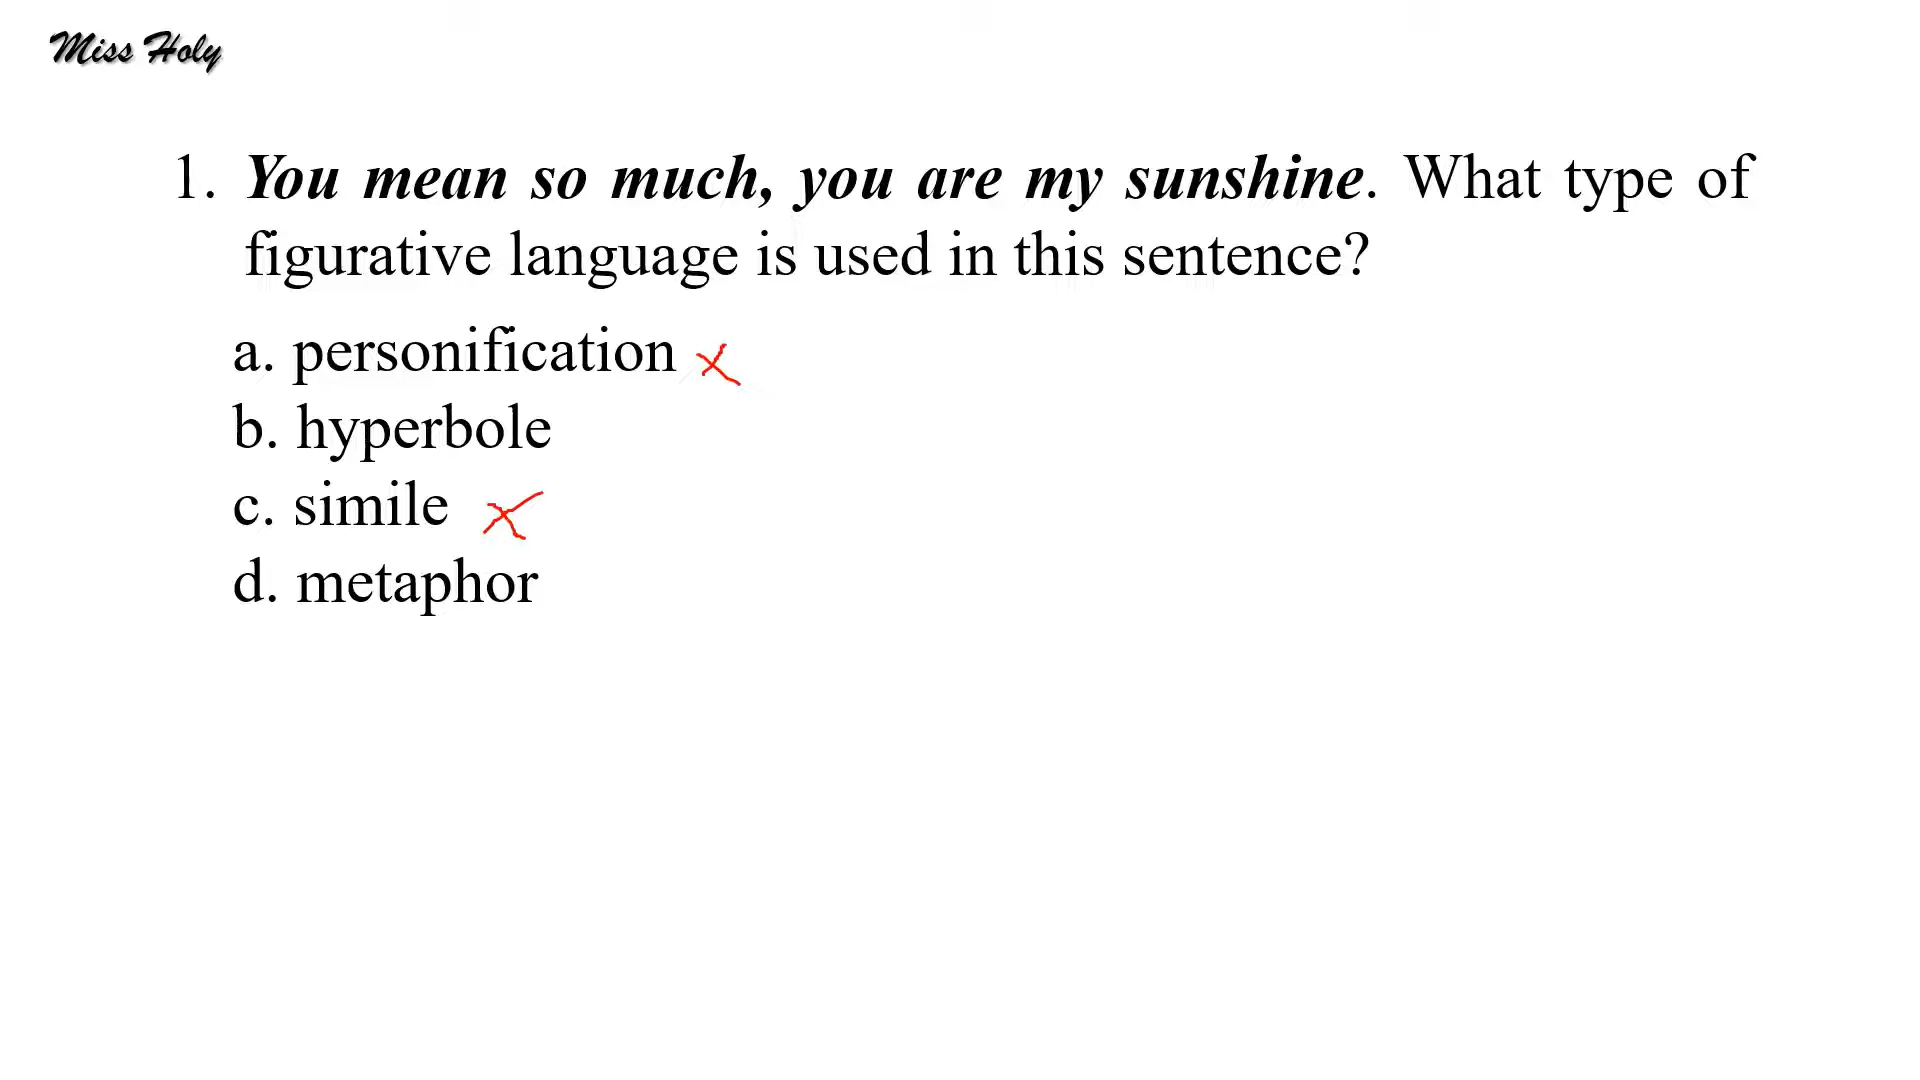 Miss Holy
1. You mean so much, you are my sunshine. What type of
figurative language is used in this sentence?
a. personification
b. hyperbole
c. simile
d. metaphor